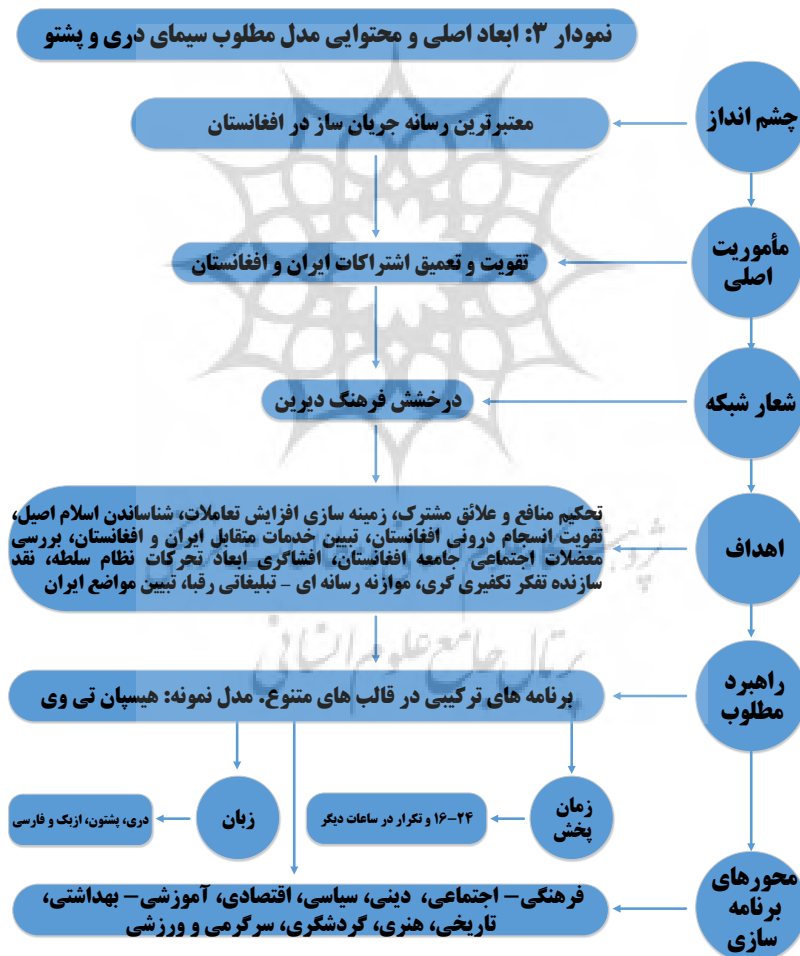 نمودار ۳: ابعاد اصلی و محتوایی مدل مطلوب سیمای دری و پشتو
چشم انداز
معتبرترین رسانه جریان ساز در افغانستان
مأموریت
اصلی
تقویت و تعمیق اشتراکات ایران و افغانستان
شعار شبکه
درخشش فرهنگ دیرین
اهداف
تحکیم منافع و علائق مشترک، زمینه سازی افزایش تعاملات، شناساندن اسلام اصیل،
تقویت انسجام درونی افغانستان، تبیین خدمات متقابل ایران و افغانستان، بررسی
معضلات اجتماعی جامعه افغانستان، افشاگری ابعاد تحرکات نظام سلطه، نقد
سازنده تفکر تکفیری گری، موازنه رسانه ای – تبلیغاتی رقبا، تبیین مواضع ایران
پرتال جامع علوم انسانی
راهبرد
مطلوب
برنامه های ترکیبی در قالب های متنوع. مدل نمونه: هیسپان تی وی
زمان
پخش
۱۶-۲۴ و تکرار در ساعات دیگر
زبان
دری، پشتون، ازبک و فارسی
محورهای
برنامه
سازی
فرهنگی– اجتماعی، دینی، سیاسی، اقتصادی، آموزشی– بهداشتی،
تاریخی، هنری، گردشگری، سرگرمی و ورزشی